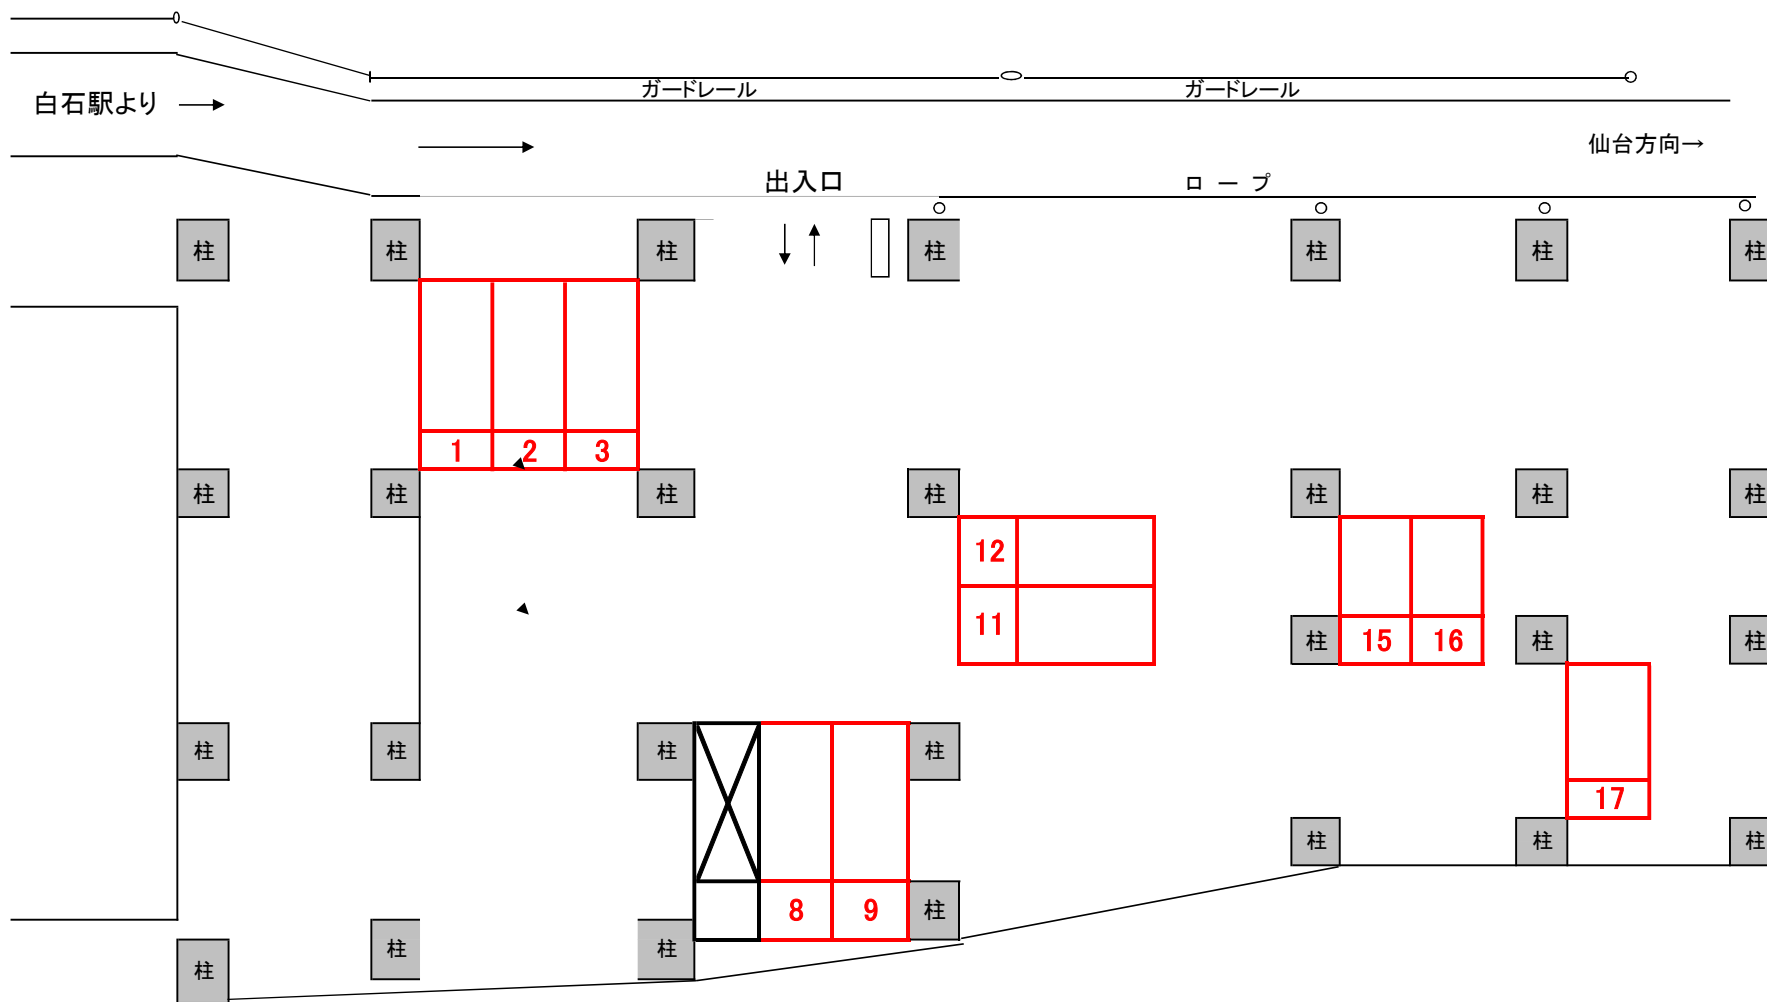 ガードレール ガードレール
白石駅より
仙台方向→
出入口 ロープ
柱 柱 柱 柱 柱 柱 柱
1 2 3
柱 柱 柱 柱 柱 柱 柱
12
11
柱 15 16 柱 柱
柱 柱 柱 柱
17
柱 柱 柱
8 9 柱
柱 柱
柱